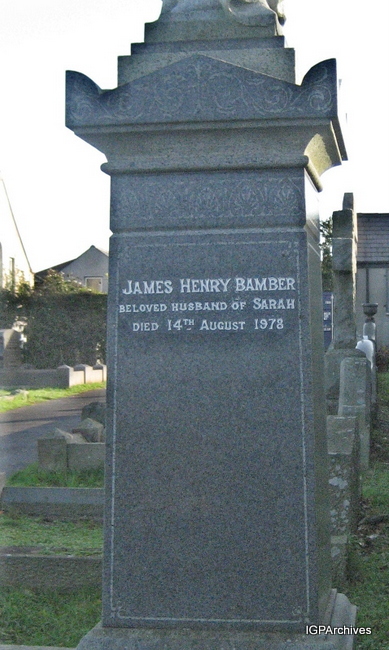 JAMES HENRY BAMBER
BELOVED HUSBAND OF SARAH
DIED 14TH AUGUST 1978
IGPArchives